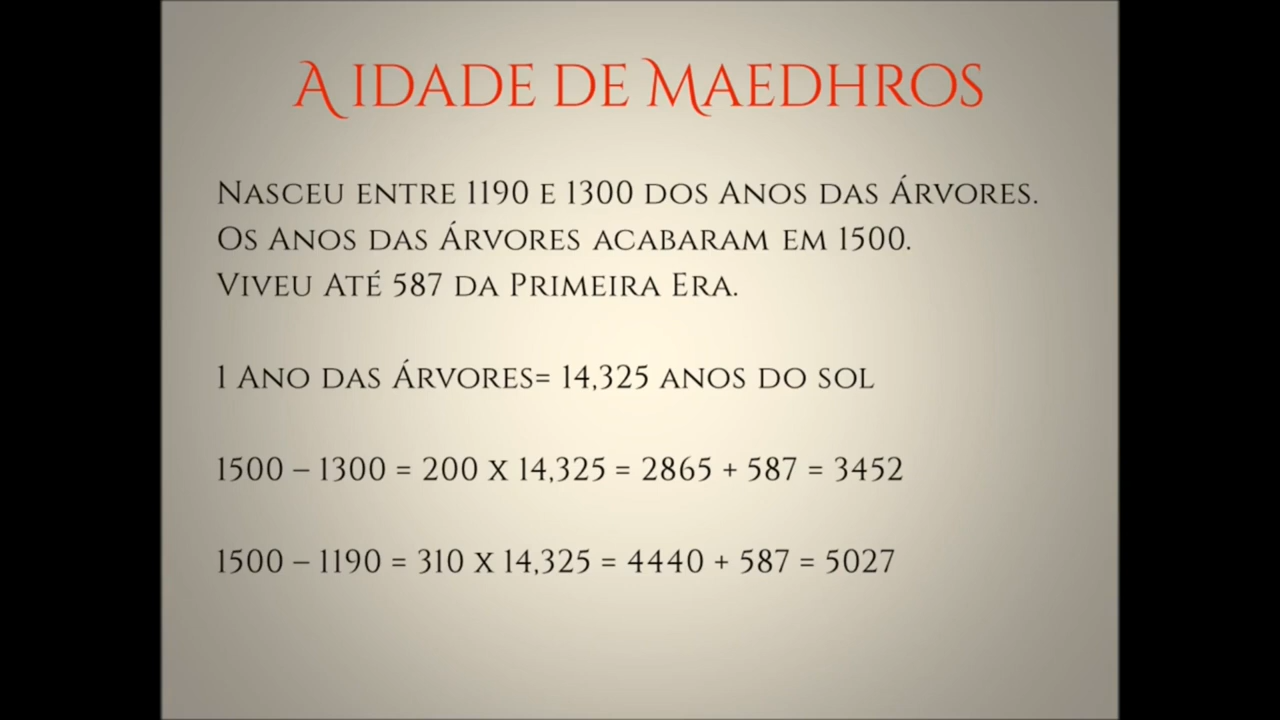 A IDADE DE MAEDHROS
NASCEU ENTRE 1190 E 1300 DOS ANOS DAS ÁRVORES.
OS ANOS DAS ÁRVORES ACABARAM EM 1500.
VIVEU ATÉ 587 DA PRIMEIRA ERA.
1 ANO DAS ÁRVORES= 14,325 ANOS DO SOL
1500 – 1300 = 200 X 14,325 = 2865 + 587 = 3452
1500 – 1190 = 310 X 14,325 = 4440 + 587 = 5027